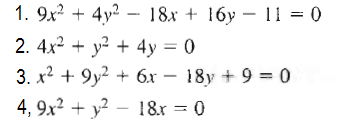 1. 9x² + 4y² − 18x + 16y − 11 = 0
2. 4x² + y² + 4y = 0
3. x² + 9y² + 6x − 18y + 9 = 0
4, 9x² + y² − 18x = 0